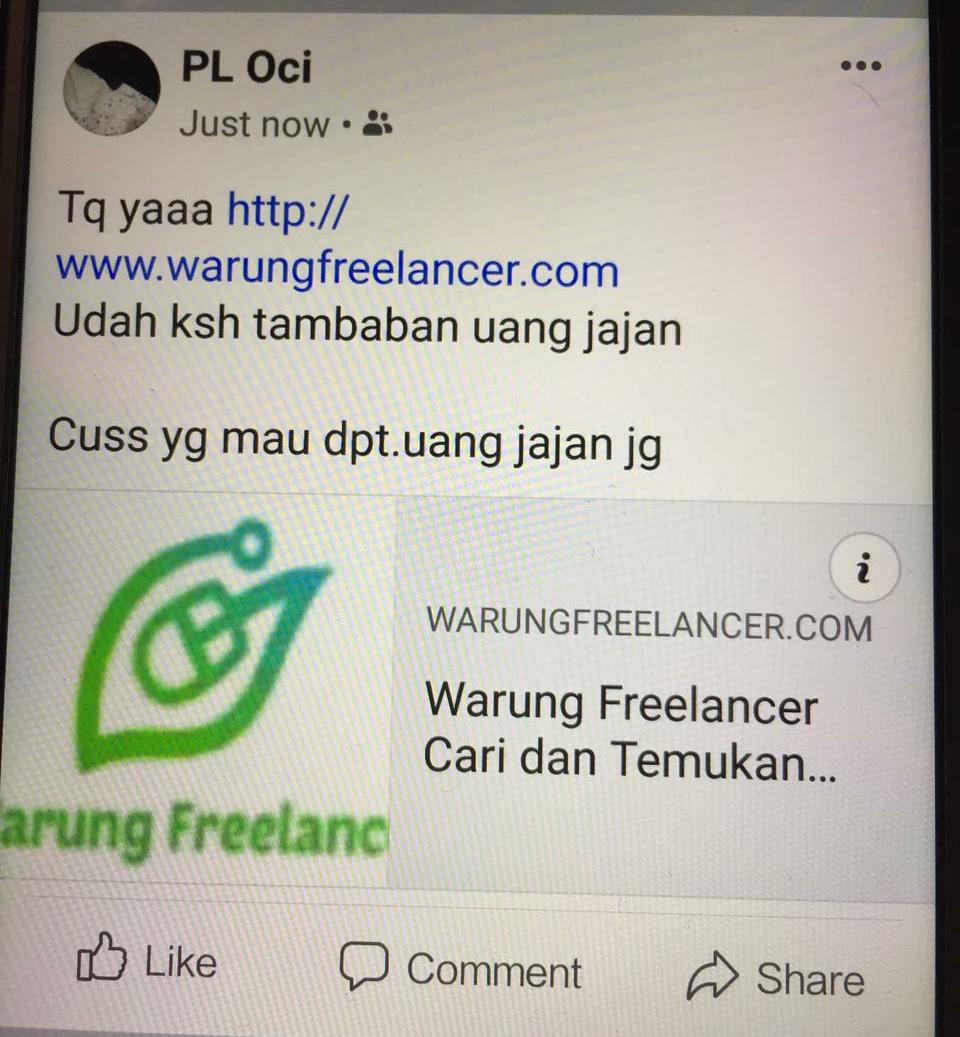 PL Oci
Just now
Tq yaaa http://
www.warungfreelancer.com
Udah ksh tambaban uang jajan
Cuss yg mau dpt.uang jajan jg
i
WARUNGFREELANCER.COM
Warung Freelancer
Cari dan Temukan...
arung Freelanc
Like
Comment
Share